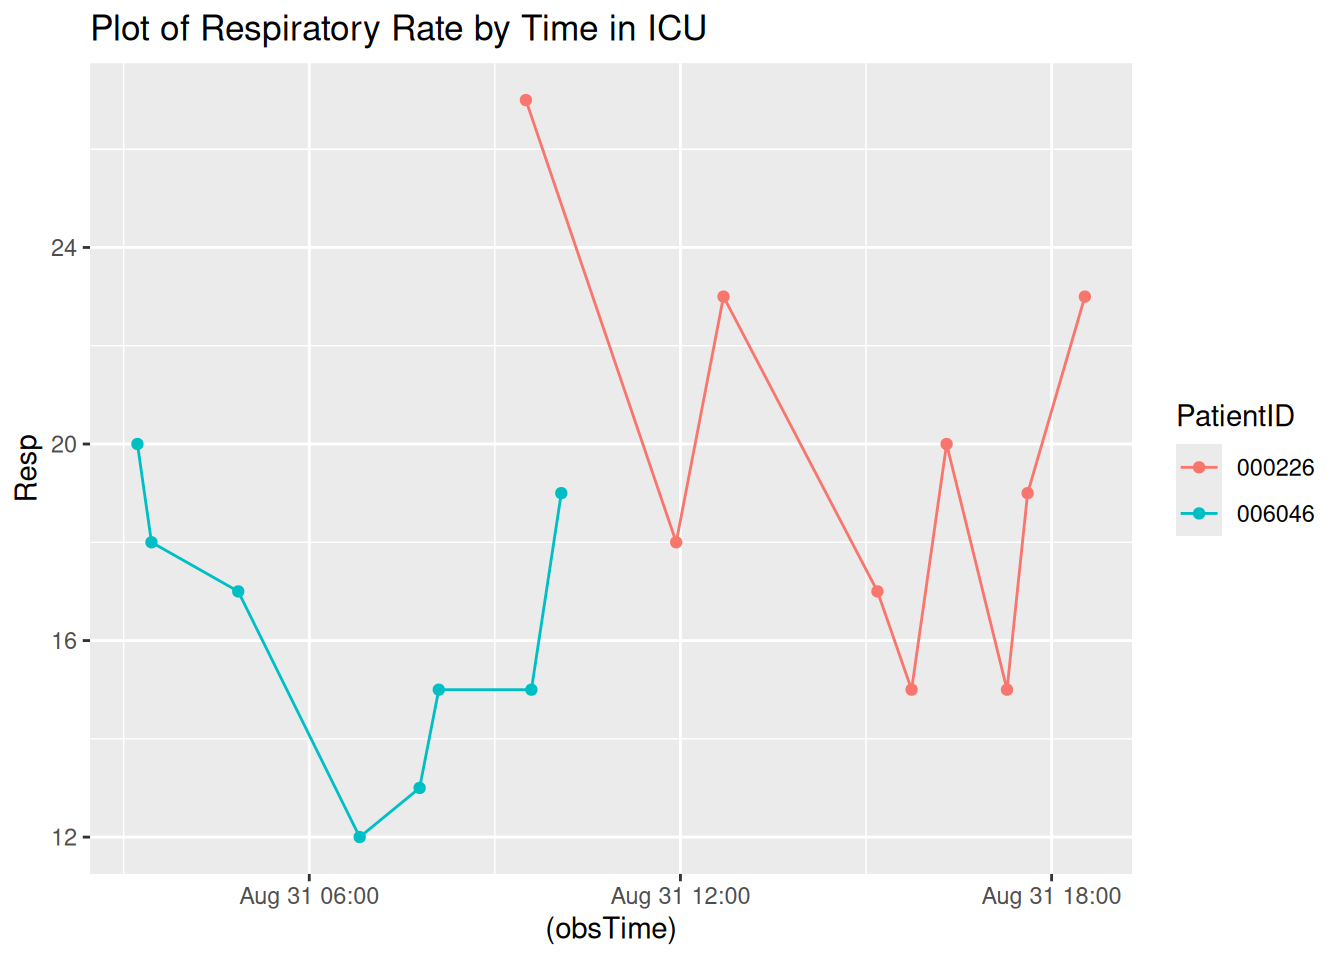 Plot of Respiratory Rate by Time in ICU
24
20
16
12
Resp
Aug 31 06:00
Aug 31 12:00
Aug 31 18:00
(obsTime)
PatientID
000226
006046